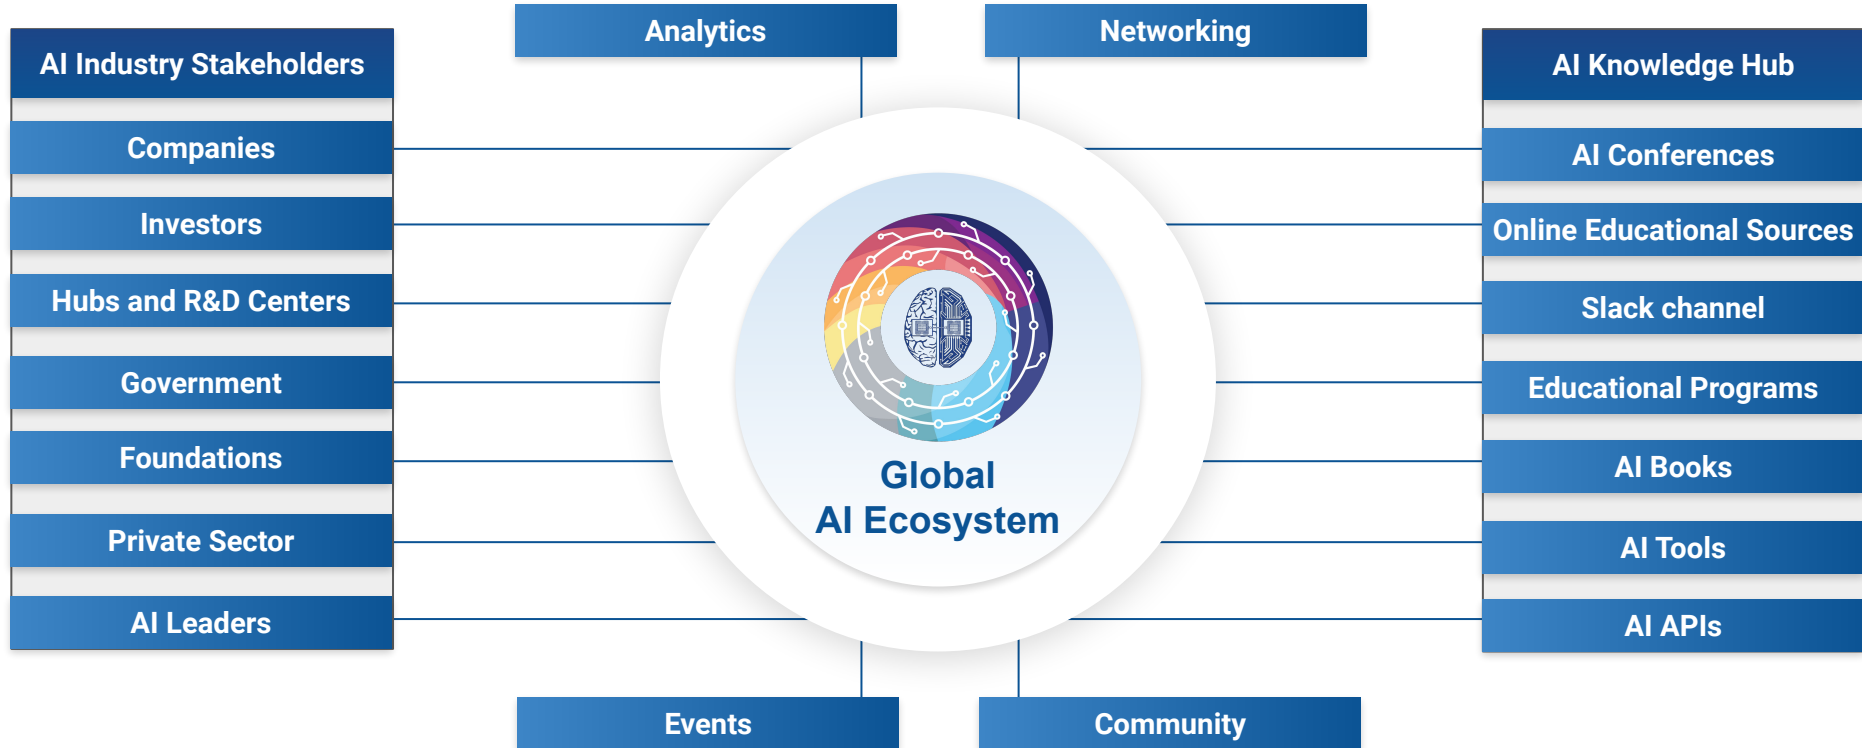 Analytics
Networking
AI Industry Stakeholders
Companies
Investors
Hubs and R&D Centers
Government
Foundations
Private Sector
AI Leaders
Global
AI Ecosystem
AI Knowledge Hub
AI Conferences
Online Educational Sources
Slack channel
Educational Programs
AI Books
AI Tools
AI APIs
Events
Community